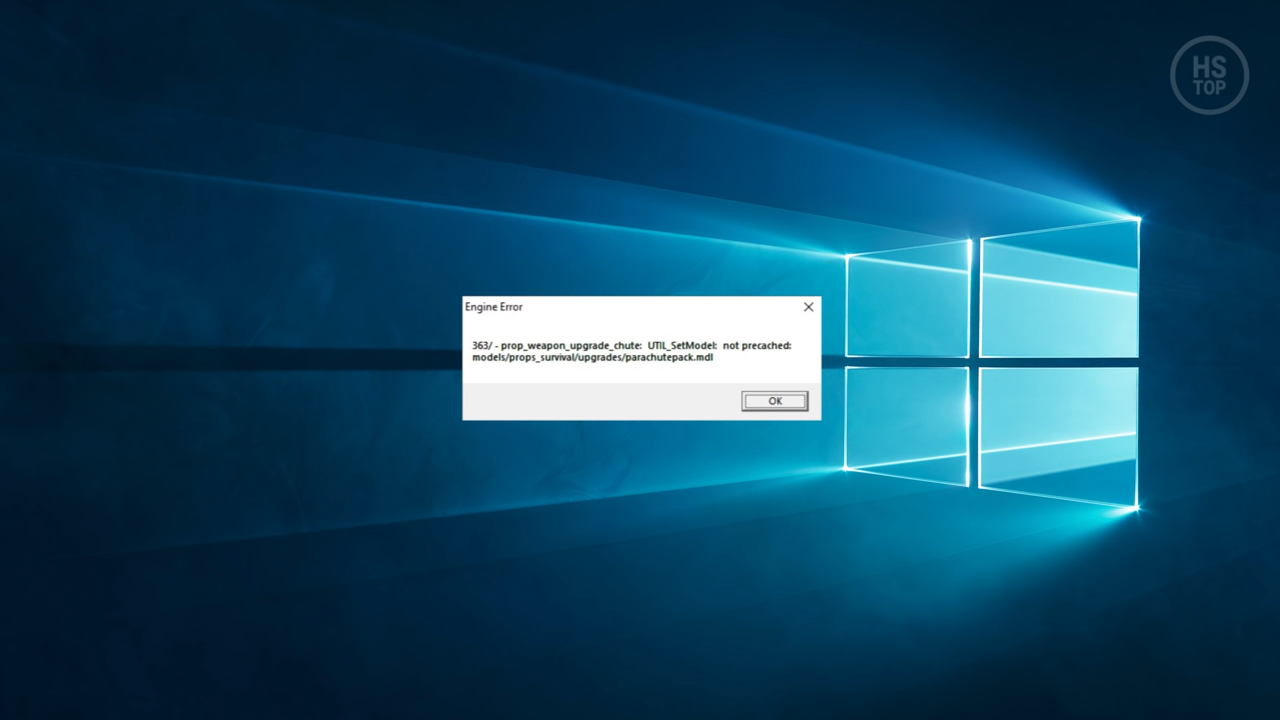 HS
TOP
Engine Error
363/ - prop_weapon_upgrade_chute: UTIL_SetModel: not precached:
models/props_survival/upgrades/parachutepack.mdl
OK